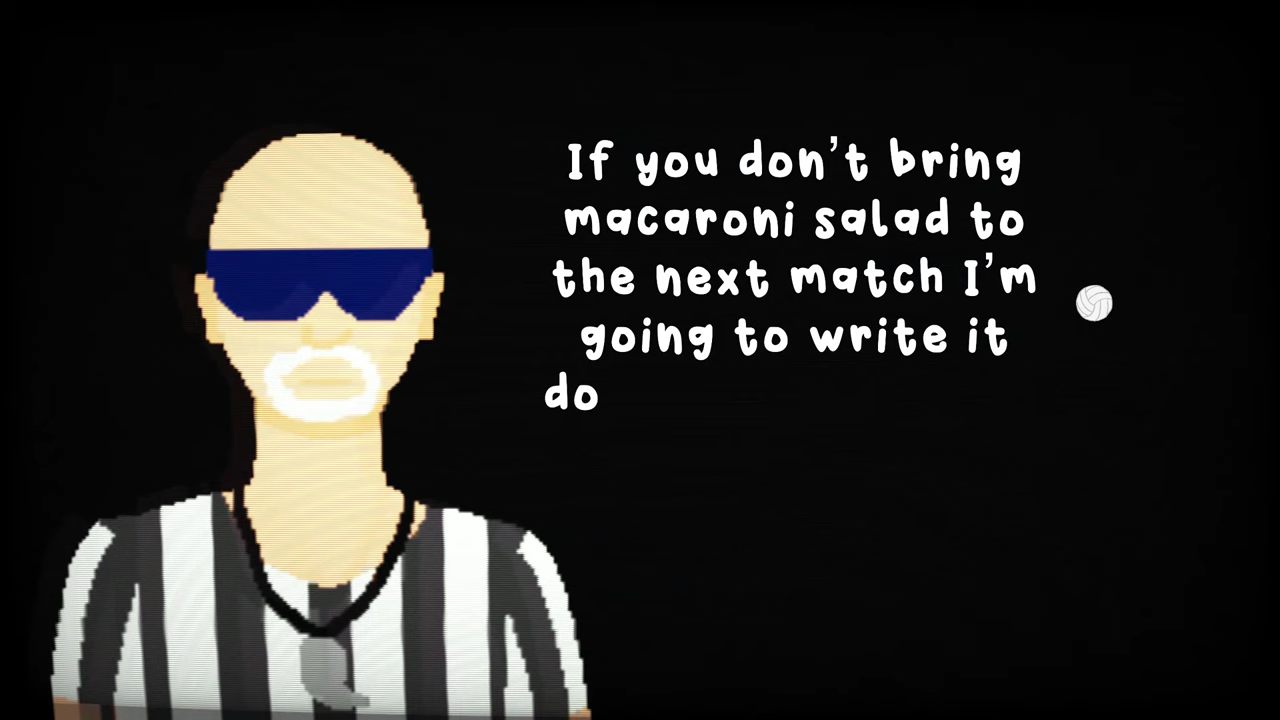 If you don't bring
macaroni salad to
the next match I'm
going to write it
do